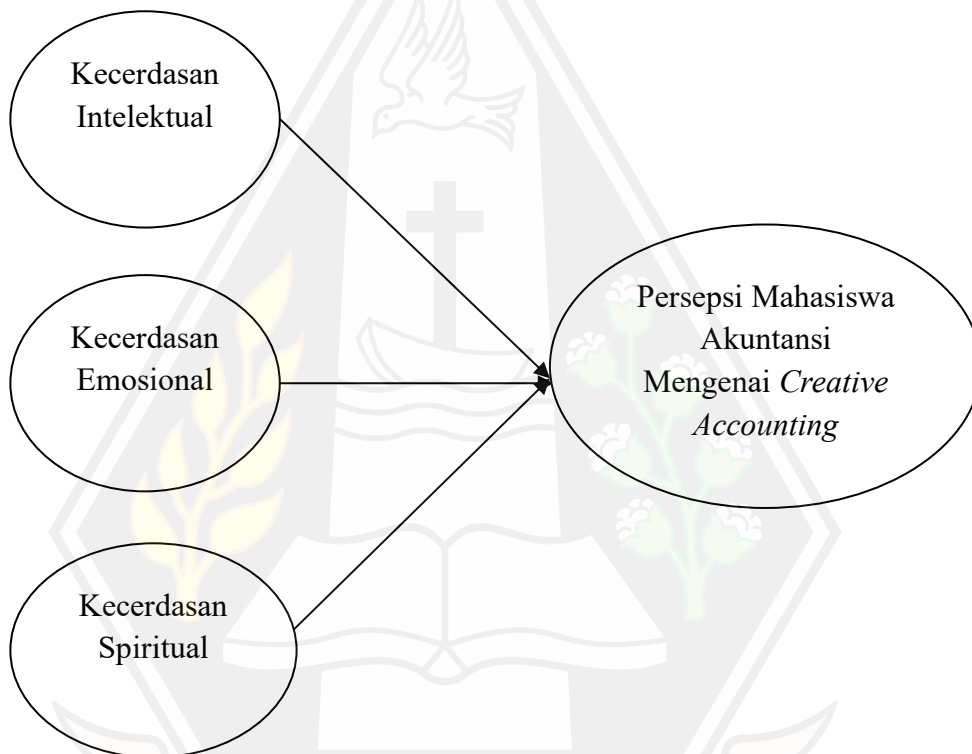 Kecerdasan
Intelektual
Kecerdasan
Emosional
Kecerdasan
Spiritual
Persepsi Mahasiswa
Akuntansi
Mengenai Creative
Accounting